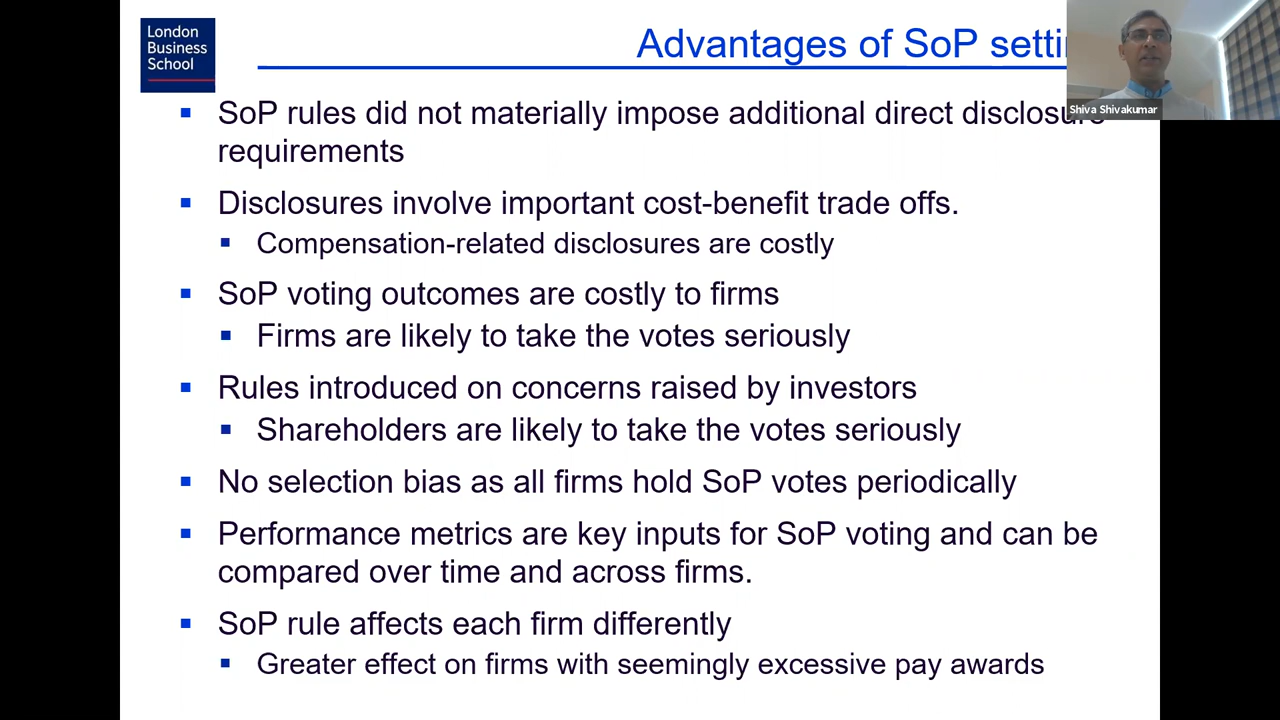 London
Business
School
Advantages of SoP
Shiva Shivakumar
▪ SoP rules did not materially impose additional direct disclosure
requirements
▪ Disclosures involve important cost-benefit trade offs.
▪ Compensation-related disclosures are costly
▪ SoP voting outcomes are costly to firms
▪ Firms are likely to take the votes seriously
▪ Rules introduced on concerns raised by investors
▪ Shareholders are likely to take the votes seriously
▪ No selection bias as all firms hold SoP votes periodically
▪ Performance metrics are key inputs for SoP voting and can be
compared over time and across firms.
▪ SoP rule affects each firm differently
▪ Greater effect on firms with seemingly excessive pay awards